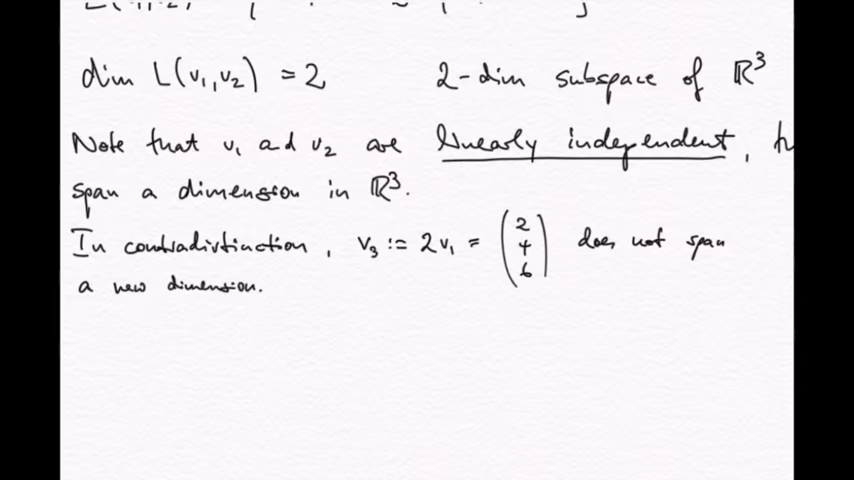 dim L(v₁,v₂) = 2 2-dim subspace of ℝ³
Note that v₁ and v₂ are linearly independent,
span a dimension in ℝ³.
In contradistinction, v₃ := 2v₁ = (2 4 6) does not span
a new dimension.